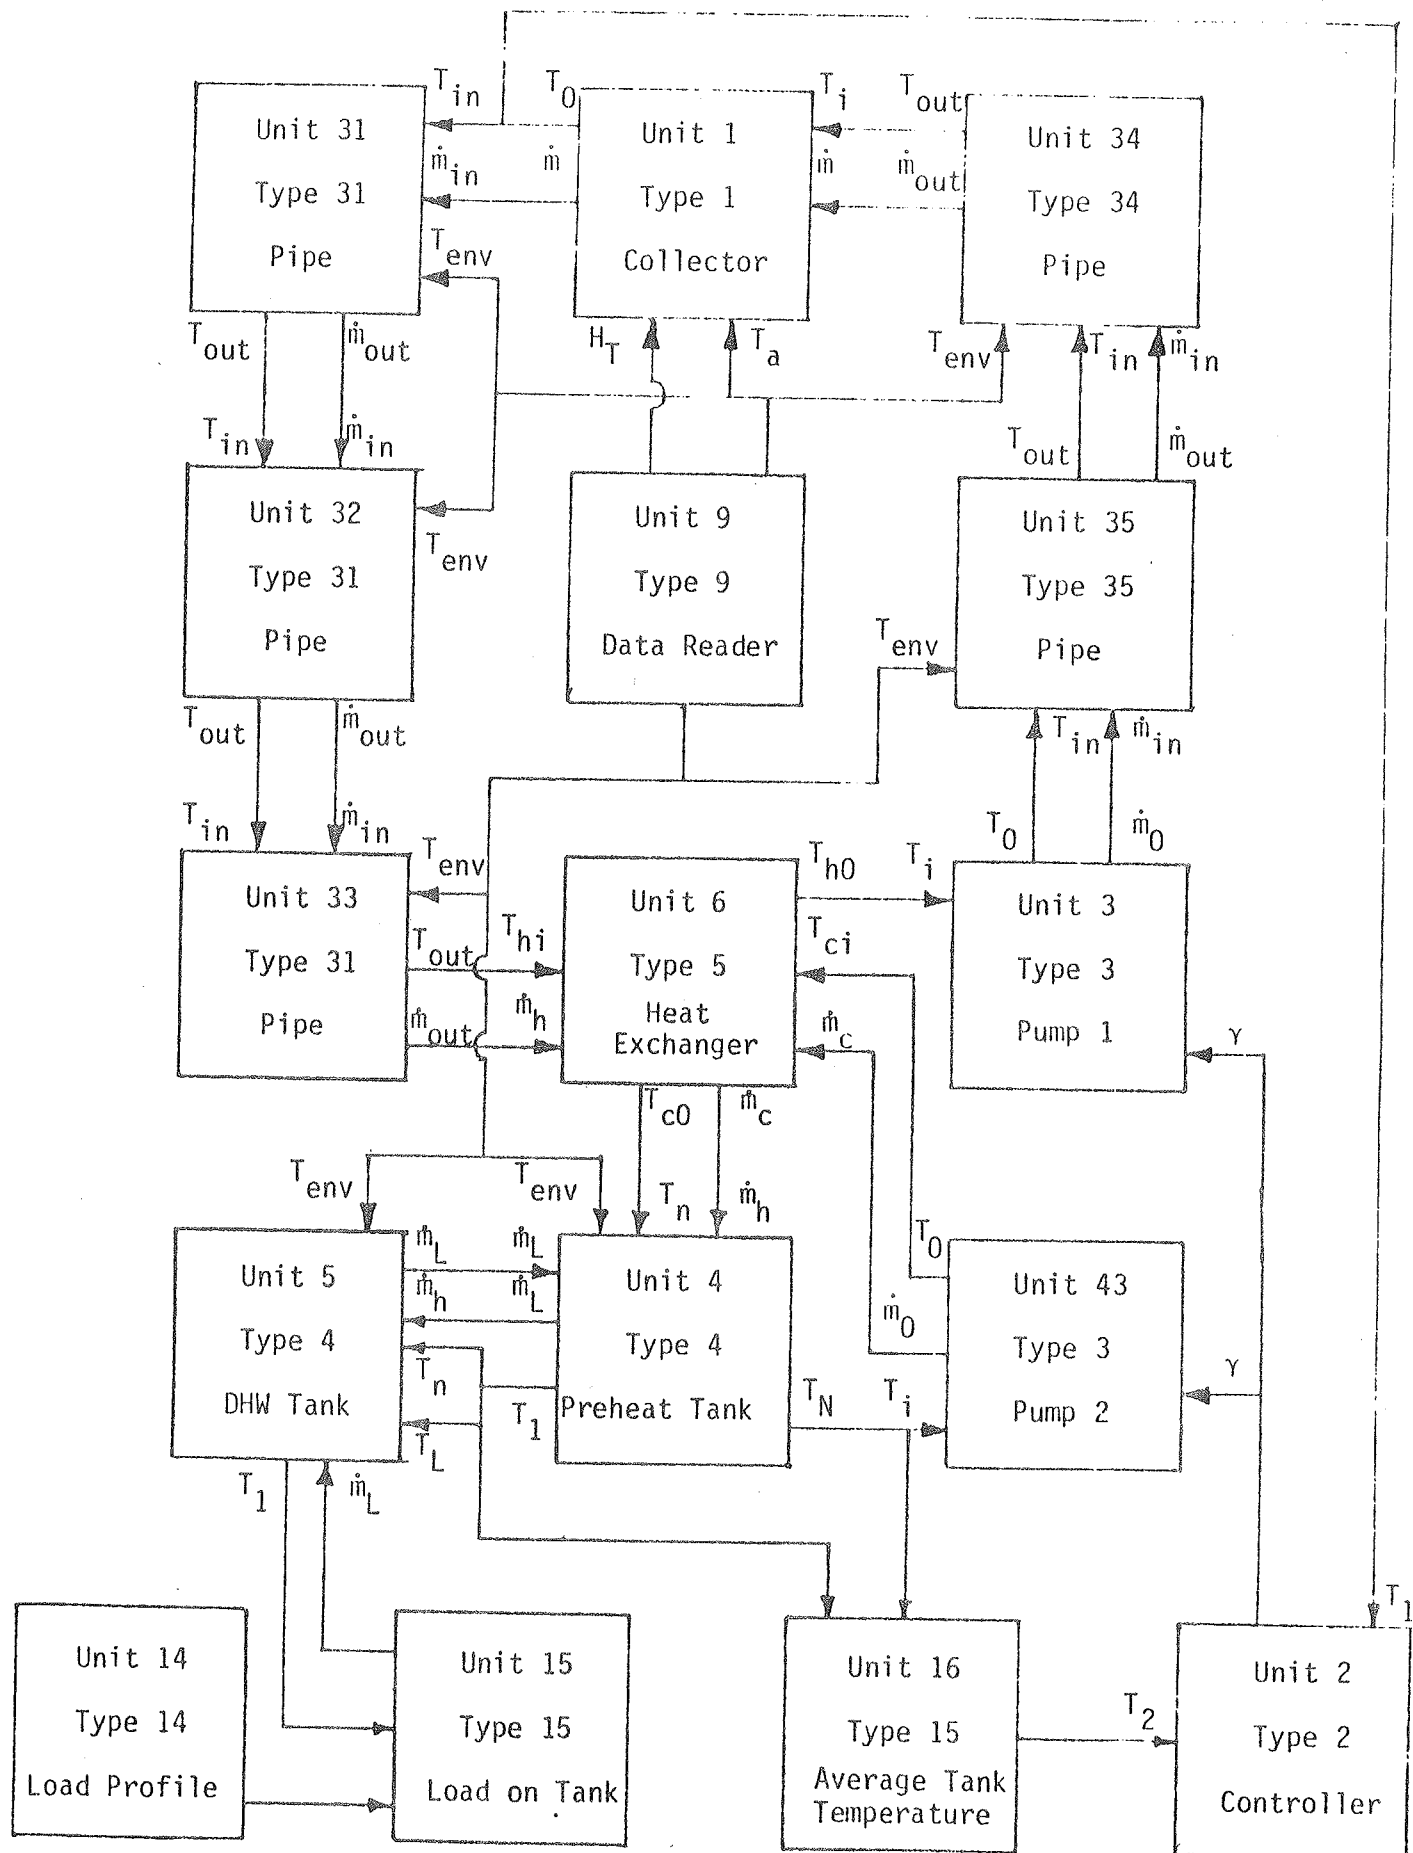 T_in T_O T_i T_out
Unit 31
Type 31
Pipe
ṁ_in ṁ ṁ ṁ_out
T_env
Unit 1
Type 1
Collector
Unit 34
Type 34
Pipe
T_out ṁ_out
H_T T_a
T_env T_in ṁ_in
T_in ṁ_in
T_out ṁ_out
Unit 32
Type 31
Pipe
T_env
Unit 9
Type 9
Data Reader
Unit 35
Type 35
Pipe
T_env
T_out ṁ_out
T_in ṁ_in
T_in ṁ_in
T_O ṁ_O
T_env
Unit 33
Type 31
Pipe
T_out T_hi
ṁ_out ṁ_h
Unit 6
Type 5
Heat
Exchanger
T_hO T_i
T_ci
ṁ_c
Unit 3
Type 3
Pump 1
γ
T_cO ṁ_c
T_env T_env
T_n ṁ_h
T_O
Unit 5
Type 4
DHW Tank
ṁ_L ṁ_L
ṁ_h ṁ_L
T_n
T_L
T_1
Unit 4
Type 4
Preheat Tank
ṁ_O
T_N T_i
Unit 43
Type 3
Pump 2
γ
T_1 ṁ_L
T_1
Unit 14
Type 14
Load Profile
Unit 15
Type 15
Load on Tank
Unit 16
Type 15
Average Tank
Temperature
T_2
Unit 2
Type 2
Controller